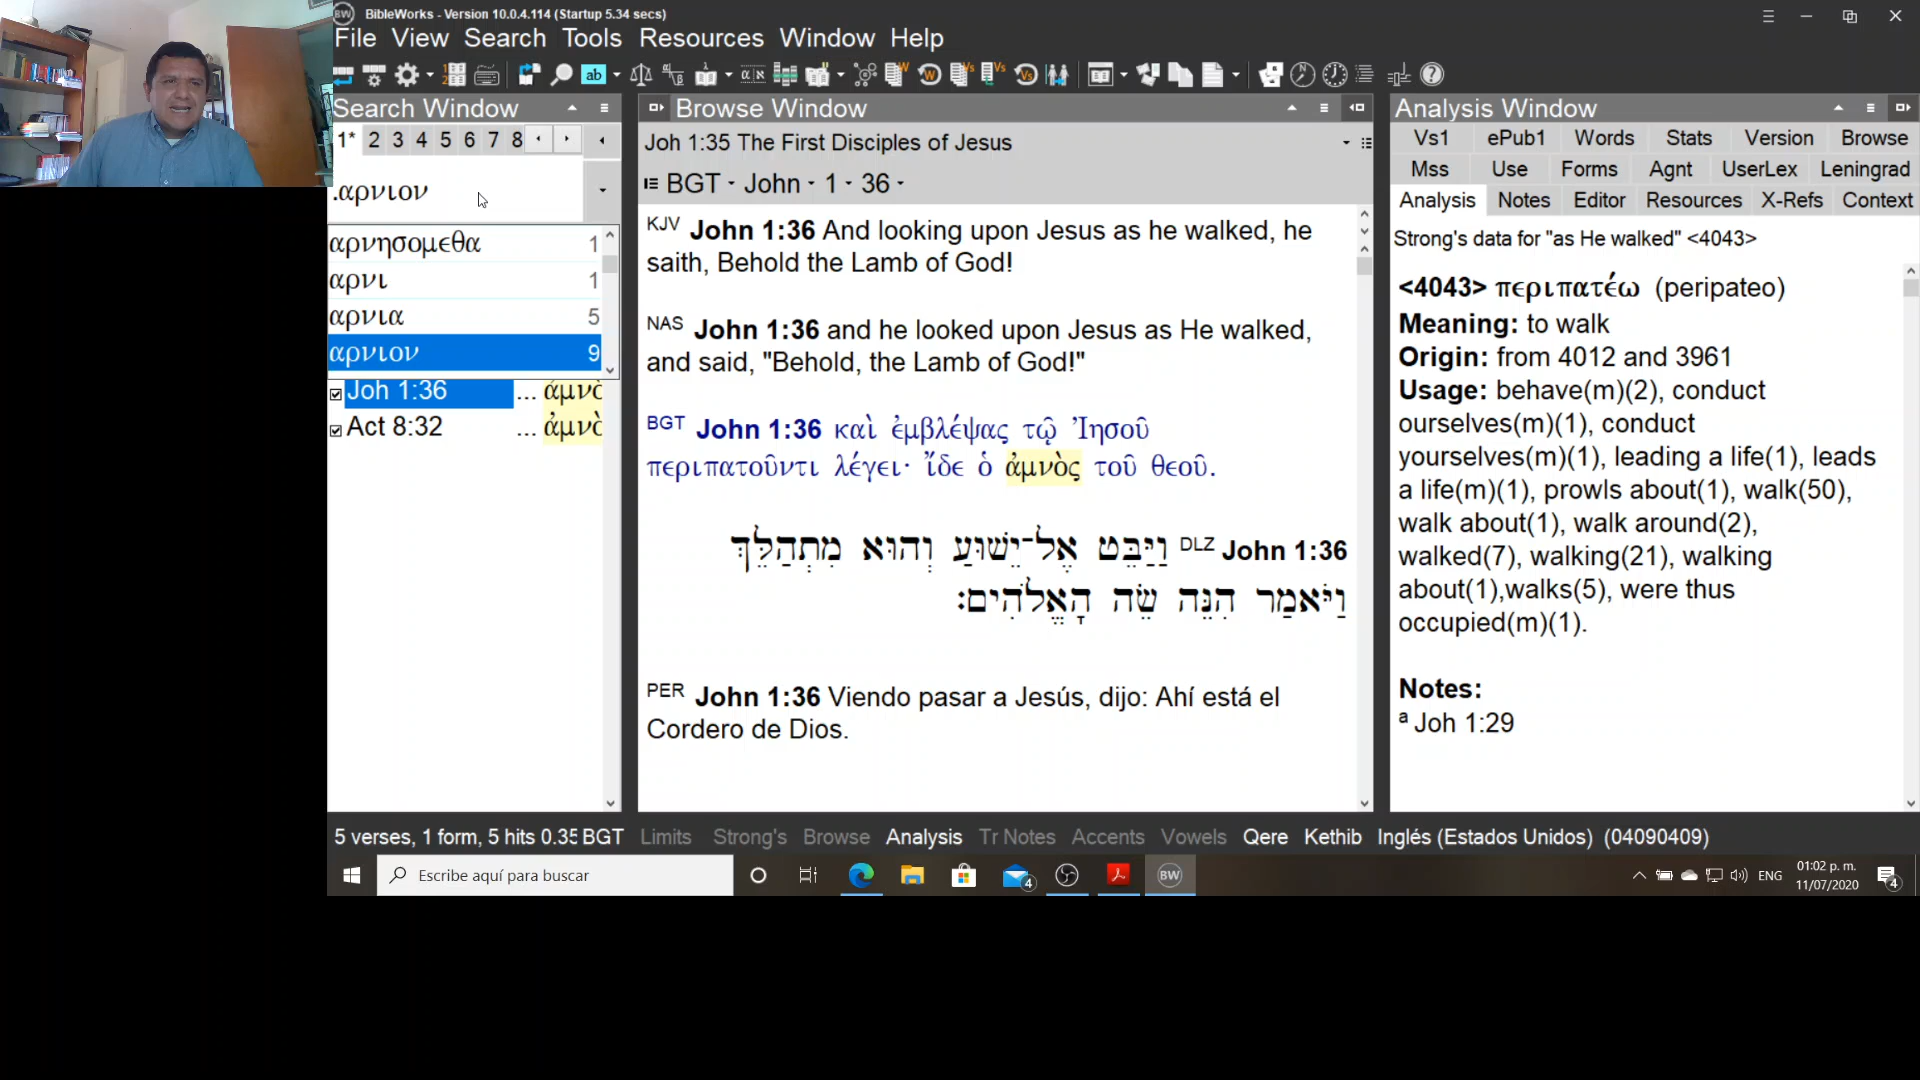 BW BibleWorks - Version 10.0.4.114 (Startup 5.34 secs)
File View Search Tools Resources Window Help
Search Window
1* 2 3 4 5 6 7 8
.αρνιον
αρνησομεθα 1
αρνι 1
αρνια 5
αρνιον 9
Joh 1:36 ... ἀμνὸ
Act 8:32 ... ἀμνὸ
Browse Window
Joh 1:35 The First Disciples of Jesus
BGT John 1 36
KJV John 1:36 And looking upon Jesus as he walked, he
saith, Behold the Lamb of God!
NAS John 1:36 and he looked upon Jesus as He walked,
and said, "Behold, the Lamb of God!"
BGT John 1:36 καὶ ἐμβλέψας τῷ Ἰησοῦ
περιπατοῦντι λέγει· ἴδε ὁ ἀμνὸς τοῦ θεοῦ.
DLZ John 1:36 וַיַּבֵּט אֶל־יֵשׁוּעַ וְהוּא מִתְהַלֵּךְ
וַיֹּאמַר הִנֵּה שֵׂה הָאֱלֹהִים׃
PER John 1:36 Viendo pasar a Jesús, dijo: Ahí está el
Cordero de Dios.
Analysis Window
Vs1 ePub1 Words Stats Version Browse
Mss Use Forms Agnt UserLex Leningrad
Analysis Notes Editor Resources X-Refs Context
Strong's data for "as He walked" <4043>
<4043> περιπατέω (peripateo)
Meaning: to walk
Origin: from 4012 and 3961
Usage: behave(m)(2), conduct
ourselves(m)(1), conduct
yourselves(m)(1), leading a life(1), leads
a life(m)(1), prowls about(1), walk(50),
walk about(1), walk around(2),
walked(7), walking(21), walking
about(1),walks(5), were thus
occupied(m)(1).
Notes:
a Joh 1:29
5 verses, 1 form, 5 hits 0.35 BGT Limits Strong's Browse Analysis Tr Notes Accents Vowels Qere Kethib Inglés (Estados Unidos) (04090409)
Escribe aquí para buscar
4
BW
ENG
01:02 p. m.
11/07/2020
4